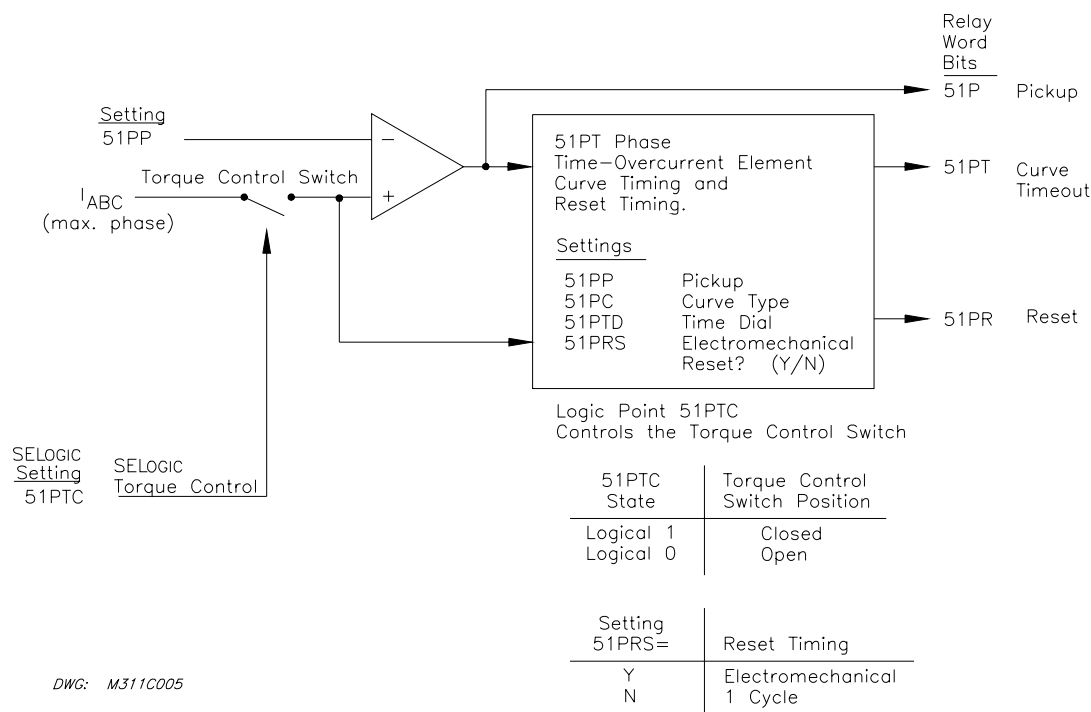 Relay
Word
Bits
51P Pickup
Setting
51PP
Torque Control Switch
IABC
(max. phase)
51PT Phase
Time-Overcurrent Element
Curve Timing and
Reset Timing.
Settings
51PP Pickup
51PC Curve Type
51PTD Time Dial
51PRS Electromechanical
Reset? (Y/N)
51PT Curve
Timeout
51PR Reset
Logic Point 51PTC
Controls the Torque Control Switch
SELOGIC
Setting
51PTC
SELOGIC
Torque Control
51PTC Torque Control
State Switch Position
Logical 1 Closed
Logical 0 Open
Setting
51PRS= Reset Timing
Y Electromechanical
N 1 Cycle
DWG: M311C005